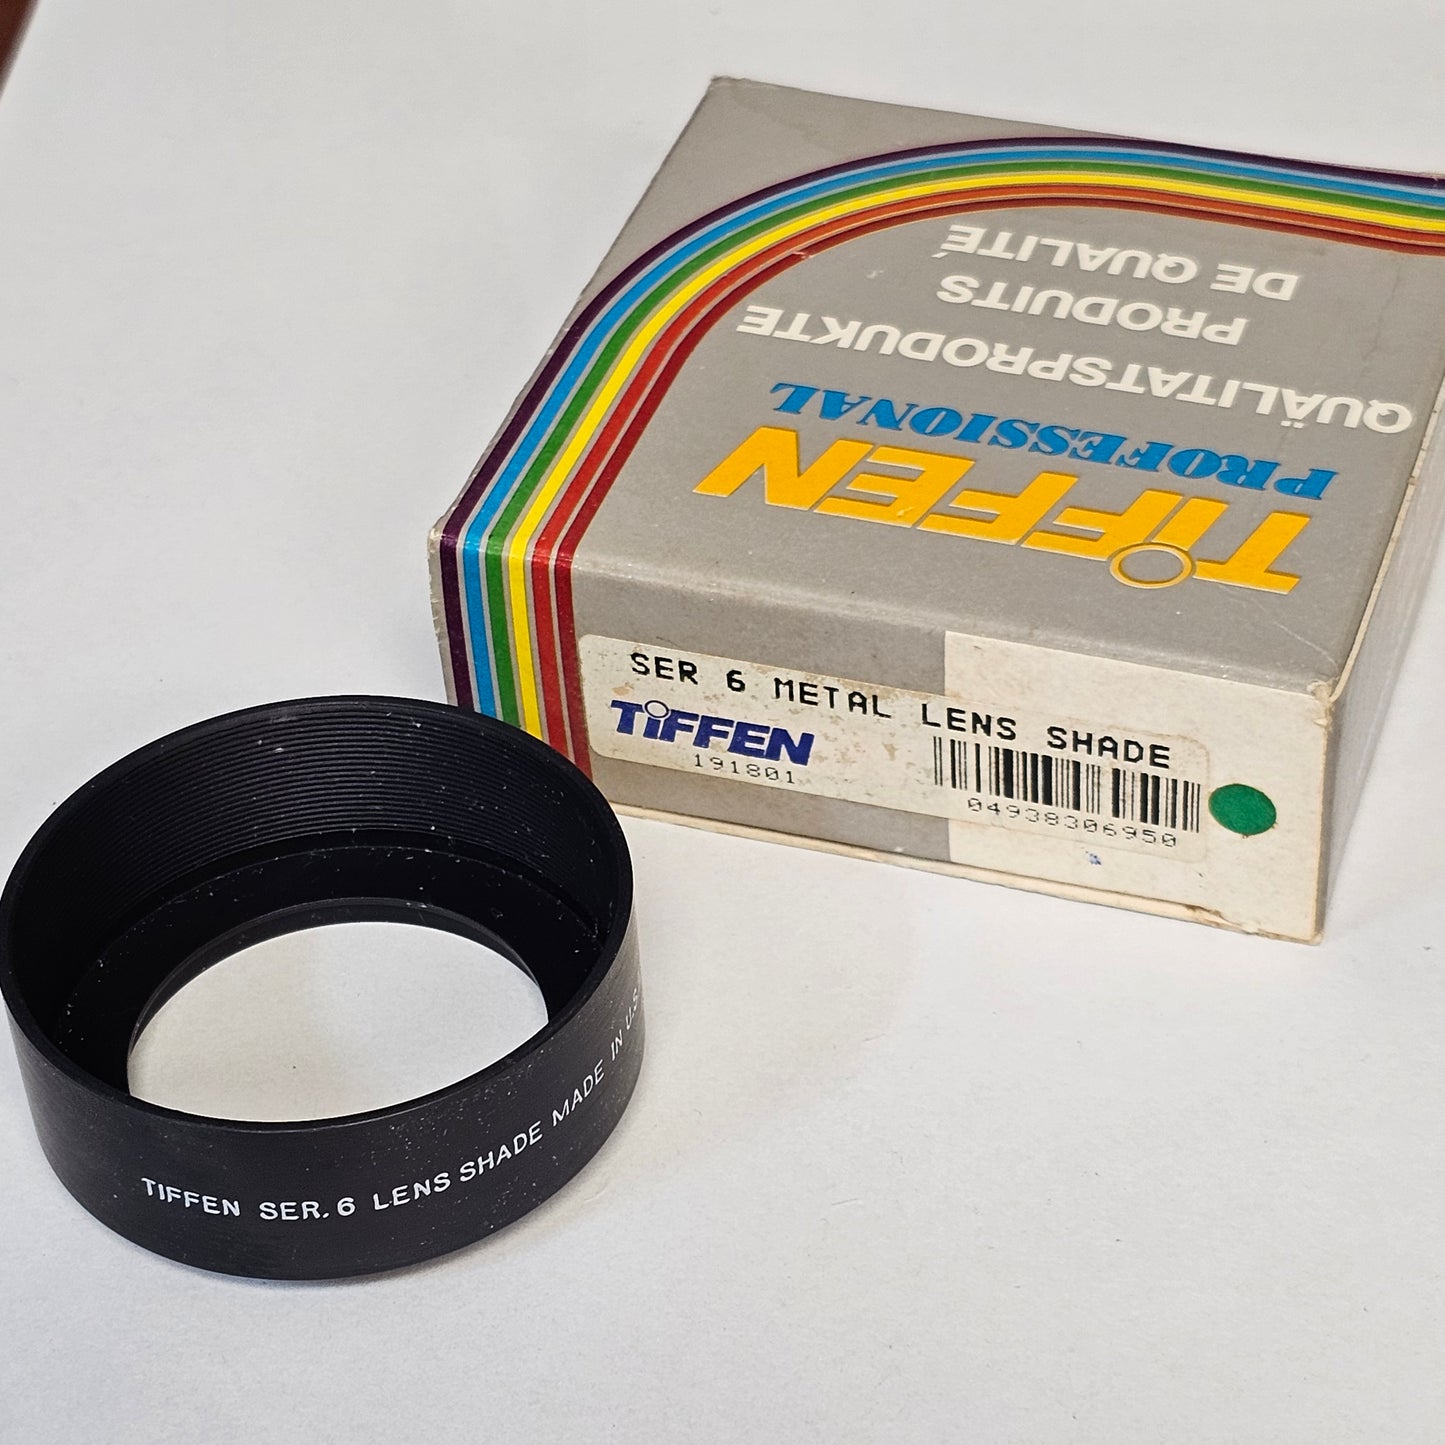 TIFFEN
PROFESSIONAL
QUALITÄTSPRODUKTE
PRODUITS
DE QUALITÉ
SER 6 METAL LENS SHADE
TIFFEN
191801
04938306950
TIFFEN SER. 6 LENS SHADE MADE IN U.S.